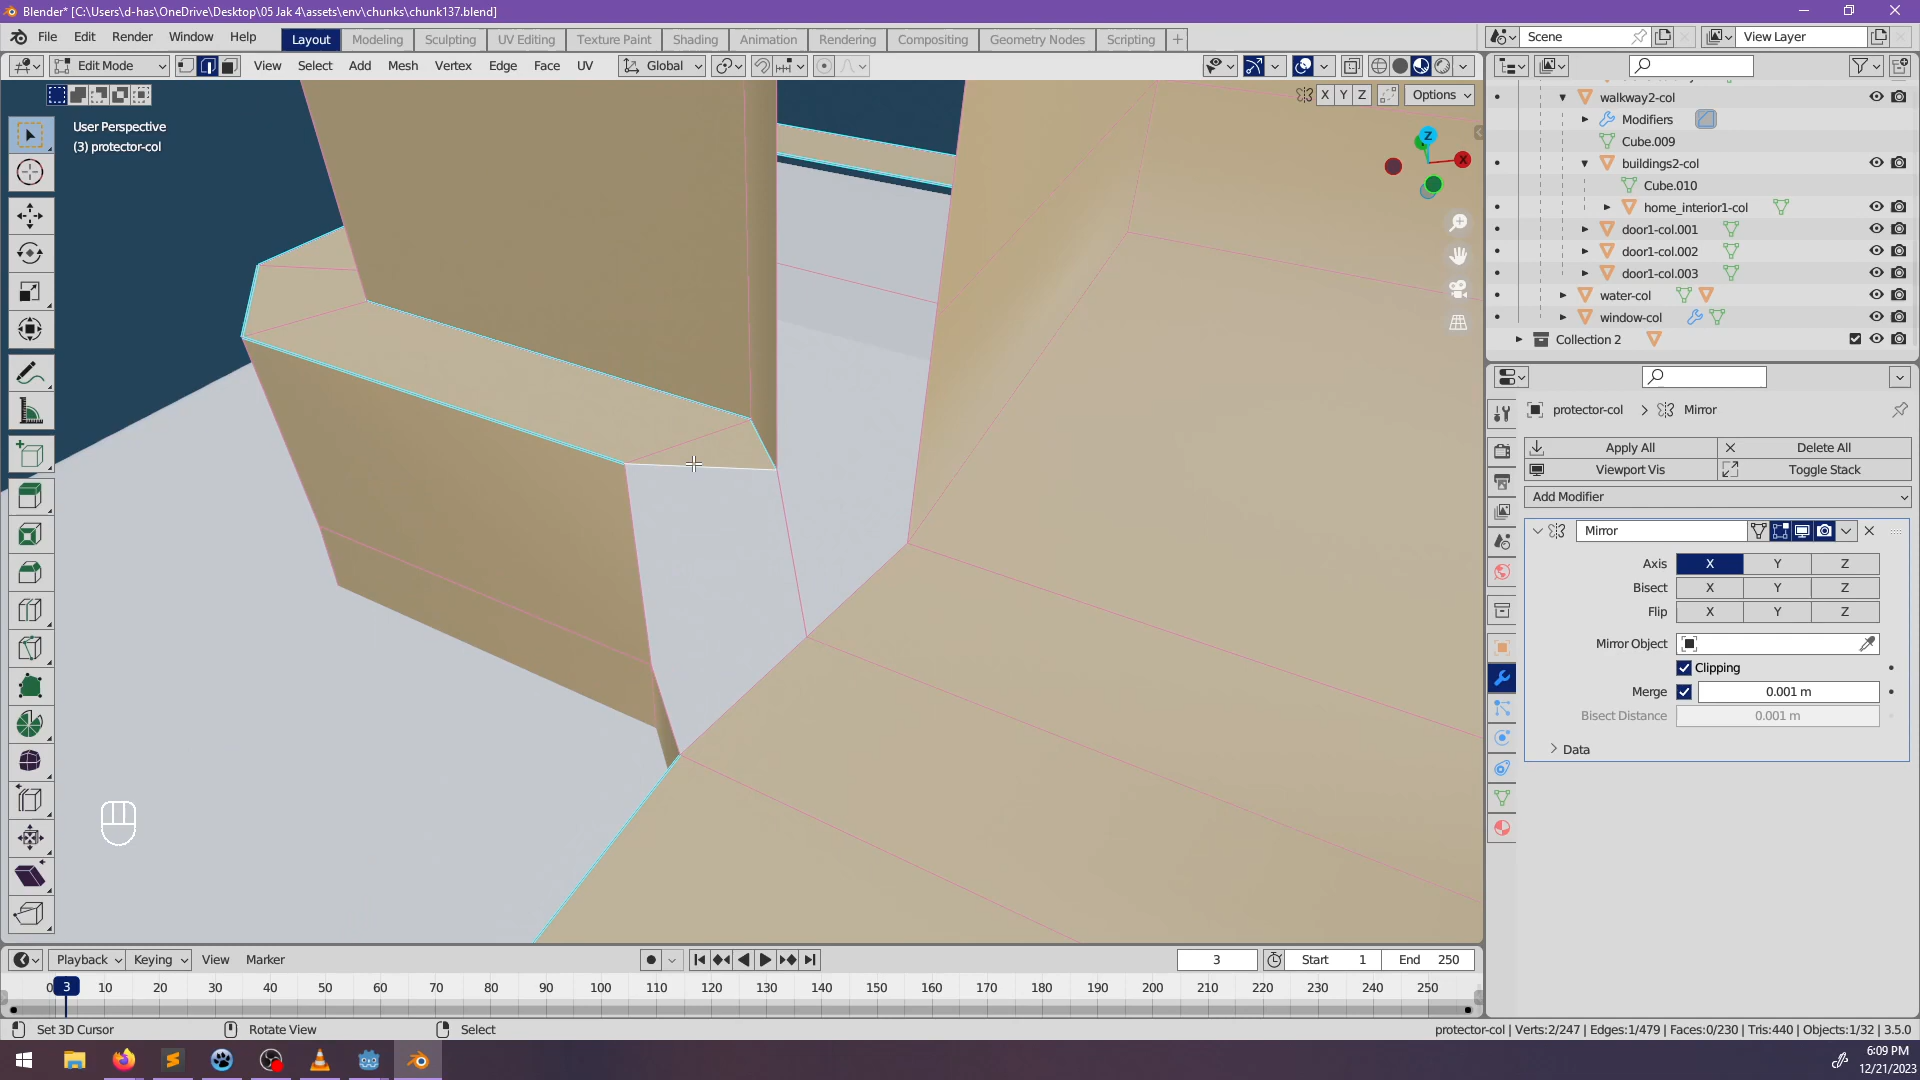 Blender* [C:\Users\d-has\OneDrive\Desktop\05 Jak 4\assets\env\chunks\chunk137.blend]
File Edit Render Window Help Layout Modeling Sculpting UV Editing Texture Paint Shading Animation Rendering Compositing Geometry Nodes Scripting + Scene View Layer
Edit Mode View Select Add Mesh Vertex Edge Face UV Global
X Y Z Options
User Perspective
(3) protector-col
Z
X
walkway2-col
Modifiers
Cube.009
buildings2-col
Cube.010
home_interior1-col
door1-col.001
door1-col.002
door1-col.003
water-col
window-col
Collection 2
protector-col > Mirror
Apply All Delete All
Viewport Vis Toggle Stack
Add Modifier
Mirror
Axis X Y Z
Bisect X Y Z
Flip X Y Z
Mirror Object
Clipping
Merge 0.001 m
Bisect Distance 0.001 m
Data
Playback Keying View Marker 3 Start 1 End 250
0 3 10 20 30 40 50 60 70 80 90 100 110 120 130 140 150 160 170 180 190 200 210 220 230 240 250
Set 3D Cursor Rotate View Select protector-col | Verts:2/247 | Edges:1/479 | Faces:0/230 | Tris:440 | Objects:1/32 | 3.5.0
6:09 PM
12/21/2023